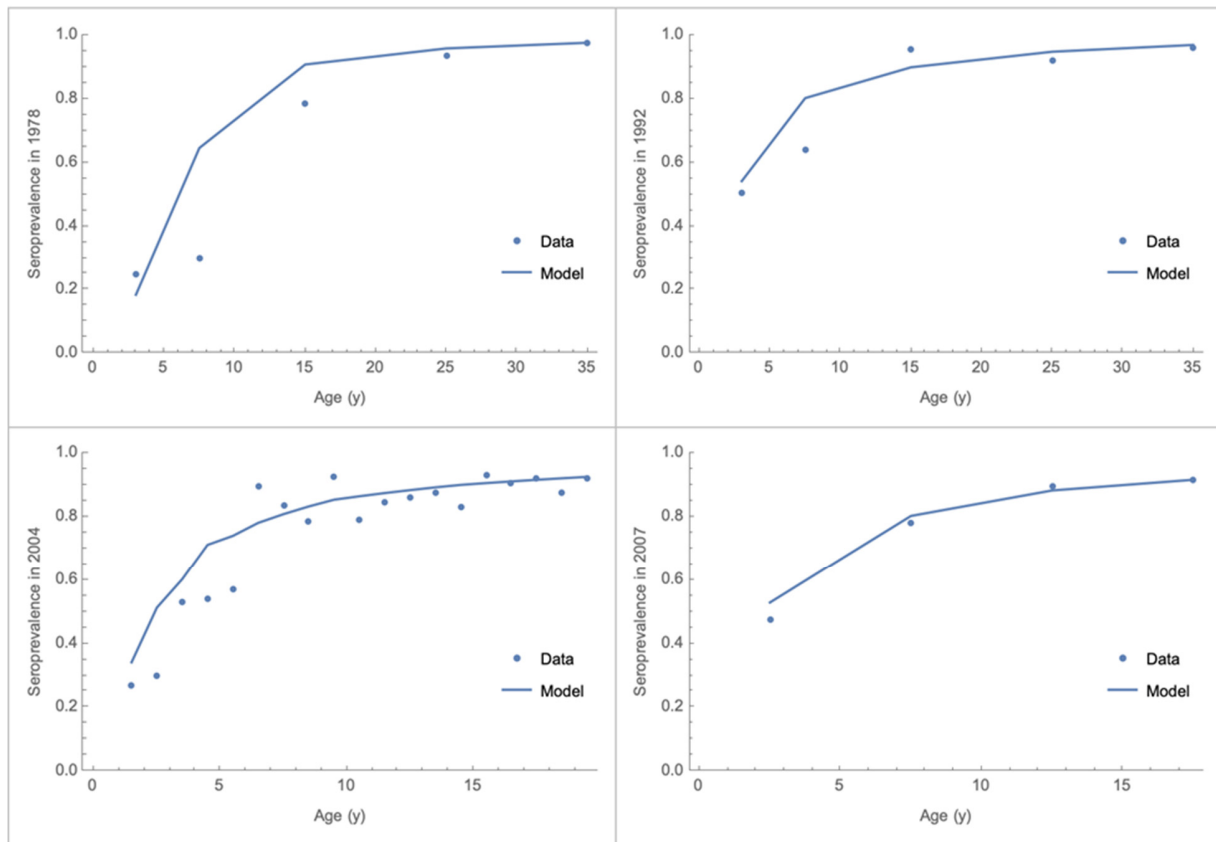 Seroprevalence in 1978
1.0
0.8
0.6
0.4
0.2
0.0
0 5 10 15 20 25 30 35
Age (y)
Data
Model
Seroprevalence in 1992
1.0
0.8
0.6
0.4
0.2
0.0
0 5 10 15 20 25 30 35
Age (y)
Data
Model
Seroprevalence in 2004
1.0
0.8
0.6
0.4
0.2
0.0
0 5 10 15
Age (y)
Data
Model
Seroprevalence in 2007
1.0
0.8
0.6
0.4
0.2
0.0
0 5 10 15
Age (y)
Data
Model